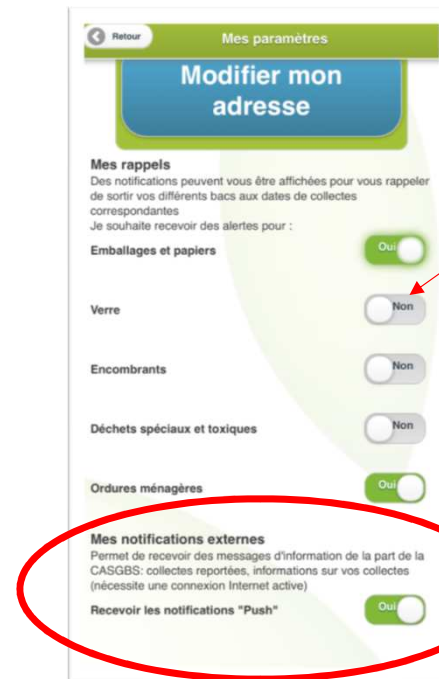 Retour
Mes paramètres
Modifier mon
adresse
Mes rappels
Des notifications peuvent vous être affichées pour vous rappeler
de sortir vos différents bacs aux dates de collectes
correspondantes
Je souhaite recevoir des alertes pour :
Emballages et papiers
Oui
Verre
Non
Encombrants
Non
Déchets spéciaux et toxiques
Non
Ordures ménagères
Oui
Mes notifications externes
Permet de recevoir des messages d'information de la part de la
CASGBS: collectes reportées, informations sur vos collectes
(nécessite une connexion Internet active)
Recevoir les notifications "Push"
Oui